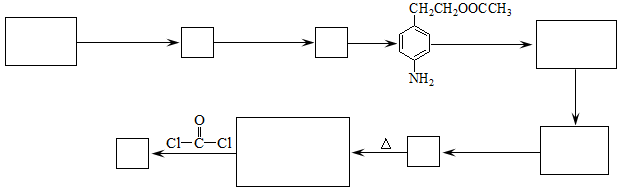 CH₂CH₂OOCCH₃
NH₂
O
Cl—C—Cl
△